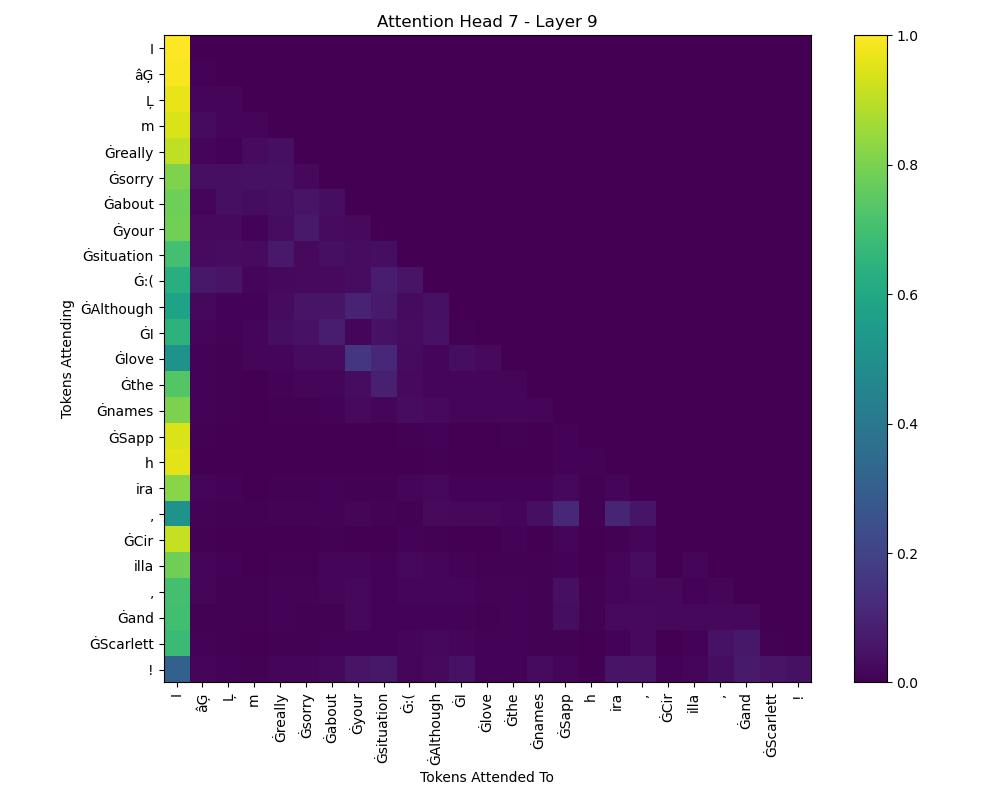 Attention Head 7 - Layer 9
Tokens Attending
I
âĢ
Ļ
m
Ġreally
Ġsorry
Ġabout
Ġyour
Ġsituation
Ġ:(
ĠAlthough
ĠI
Ġlove
Ġthe
Ġnames
ĠSapp
h
ira
,
ĠCir
illa
,
Ġand
ĠScarlett
!
I
âĢ
Ļ
m
Ġreally
Ġsorry
Ġabout
Ġyour
Ġsituation
Ġ:(
ĠAlthough
ĠI
Ġlove
Ġthe
Ġnames
ĠSapp
h
ira
,
ĠCir
illa
,
Ġand
ĠScarlett
!
Tokens Attended To
1.0
0.8
0.6
0.4
0.2
0.0